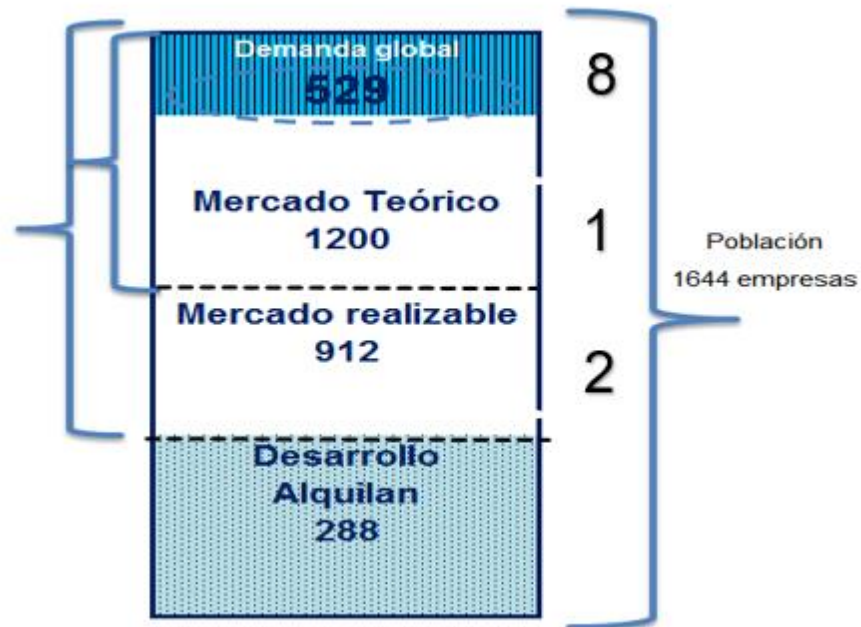 Demanda global
529
8
Mercado Teórico
1200
1
Población
1644 empresas
Mercado realizable
912
2
Desarrollo
Alquilan
288